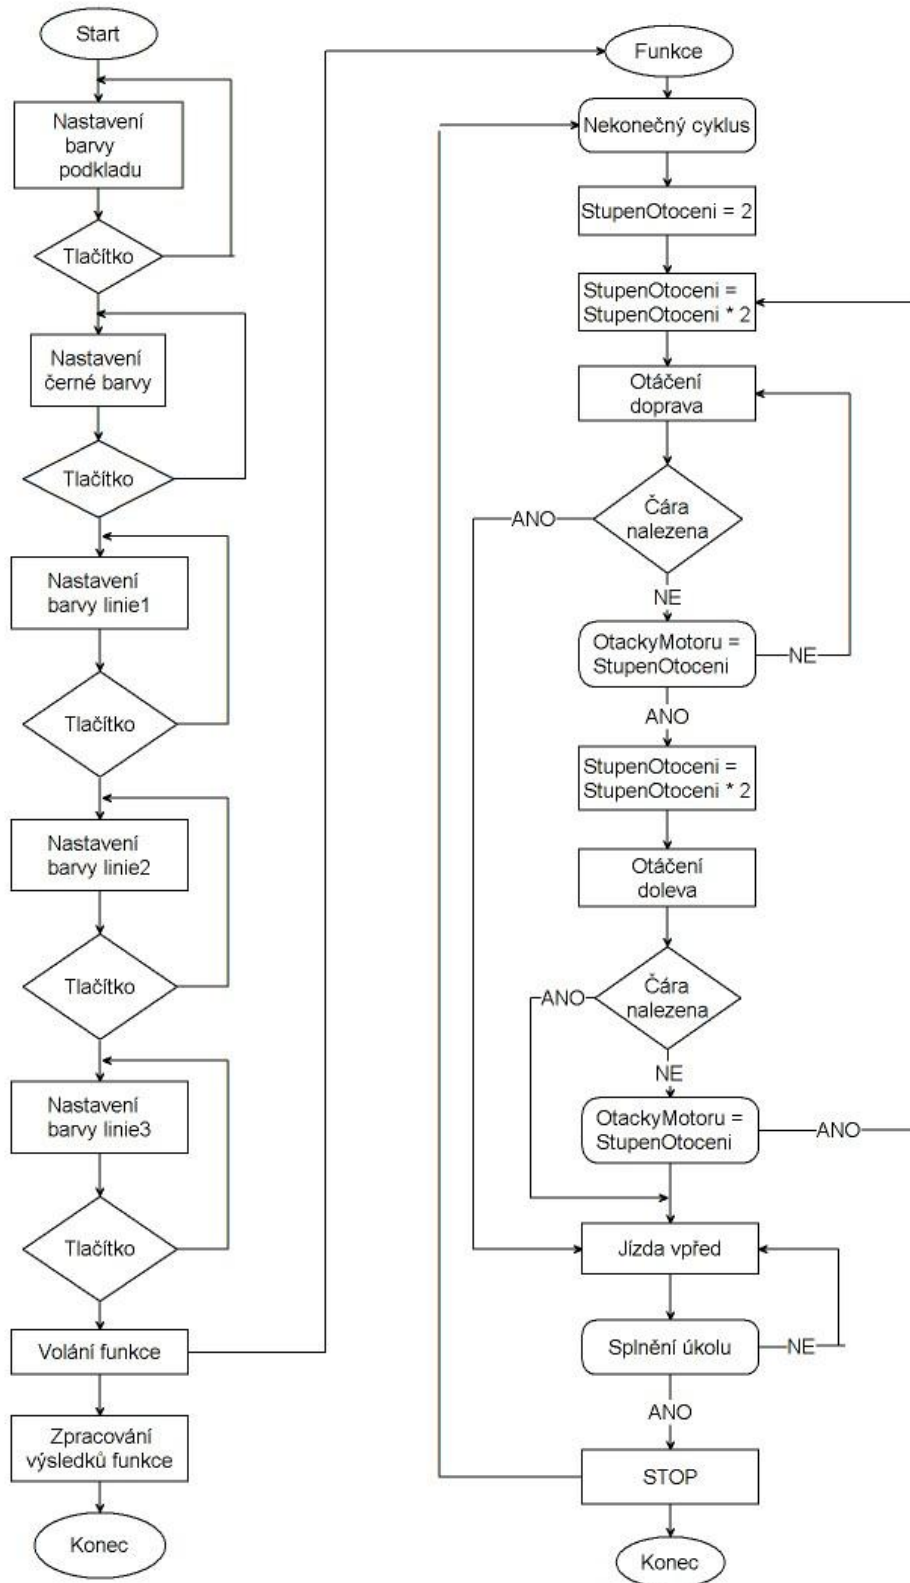 Start
Nastavení
barvy
podkladu
Tlačítko
Nastavení
černé barvy
Tlačítko
Nastavení
barvy linie1
Tlačítko
Nastavení
barvy linie2
Tlačítko
Nastavení
barvy linie3
Tlačítko
Volání funkce
Zpracování
výsledků funkce
Konec
Funkce
Nekonečný cyklus
StupenOtoceni = 2
StupenOtoceni =
StupenOtoceni * 2
Otáčení
doprava
Čára
nalezena
ANO
NE
OtackyMotoru =
StupenOtoceni
NE
ANO
StupenOtoceni =
StupenOtoceni * 2
Otáčení
doleva
Čára
nalezena
ANO
NE
OtackyMotoru =
StupenOtoceni
ANO
Jízda vpřed
Splnění úkolu
NE
ANO
STOP
Konec